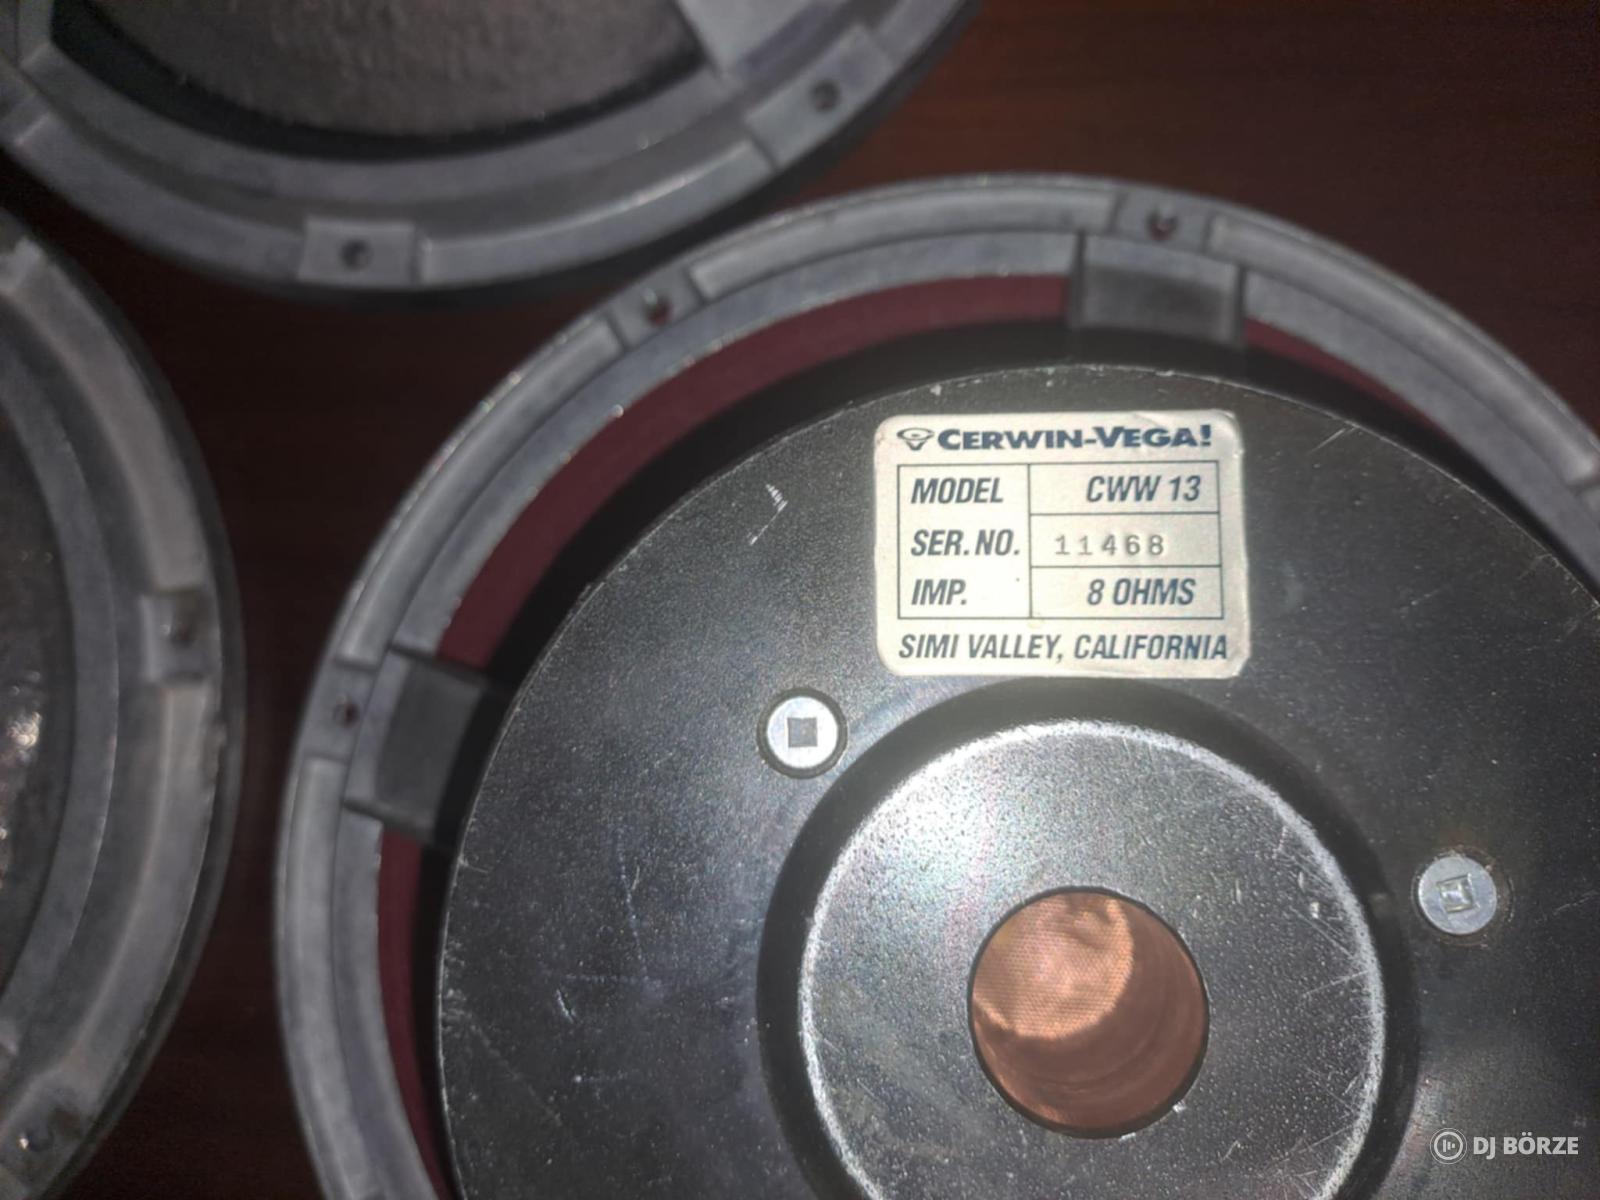 CERWIN-VEGA!
MODEL CWW 13
SER. NO. 11468
IMP. 8 OHMS
SIMI VALLEY, CALIFORNIA
DJ BÖRZE